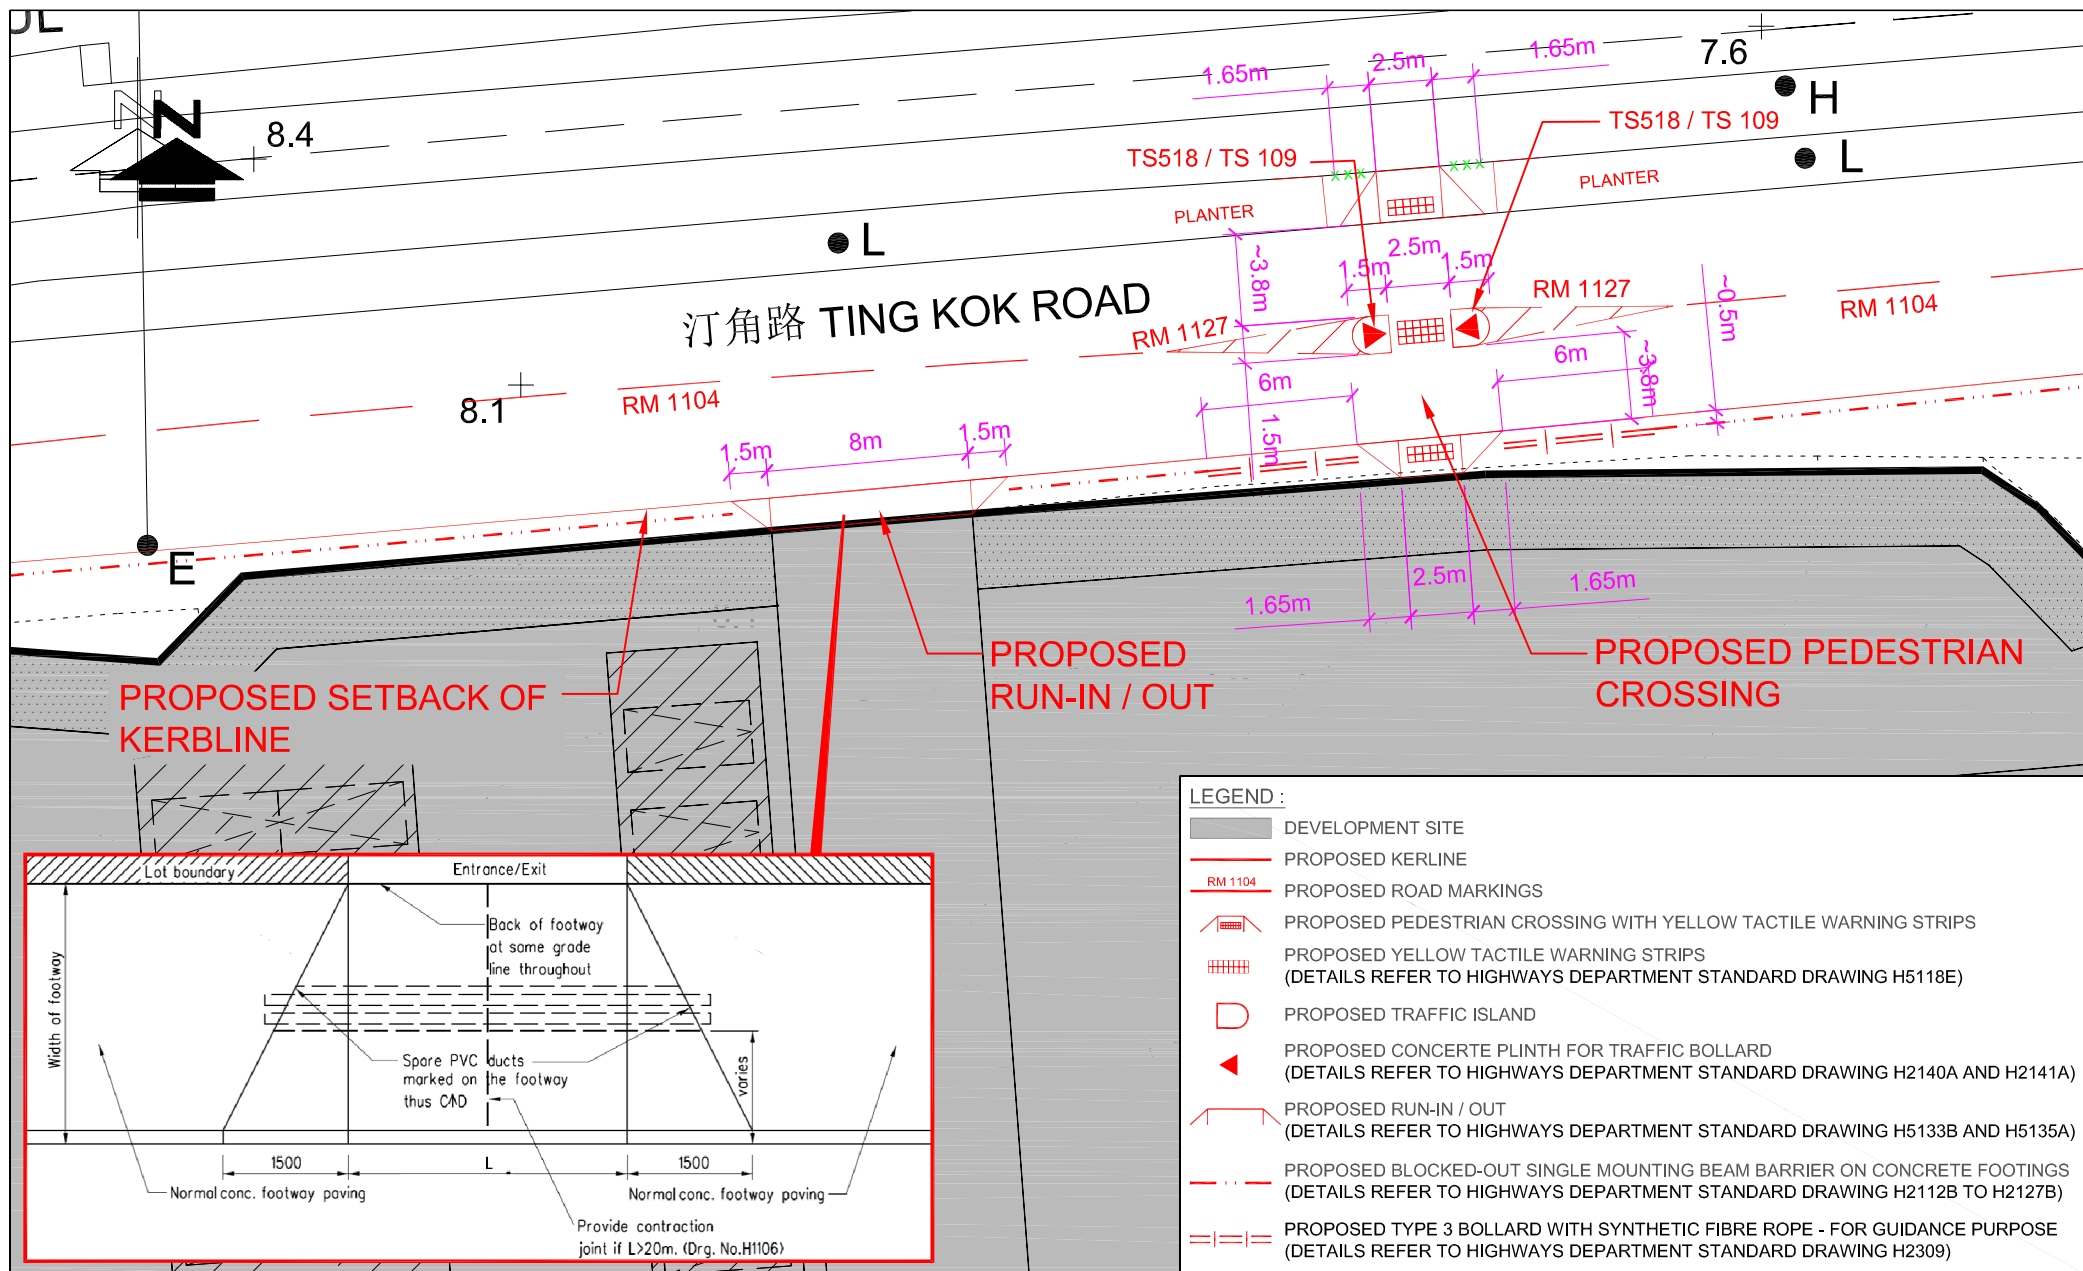 N
N
8.4
7.6
H
L
L
E
8.1
1.65m
2.5m
1.65m
TS518 / TS 109
TS518 / TS 109
PLANTER
PLANTER
汀角路 TING KOK ROAD
~3.8m
2.5m
1.5m
1.5m
RM 1127
RM 1127
RM 1104
RM 1104
~0.5m
6m
6m
~3.8m
1.5m
1.5m
8m
1.5m
1.65m
2.5m
1.65m
PROPOSED SETBACK OF
KERBLINE
PROPOSED
RUN-IN / OUT
PROPOSED PEDESTRIAN
CROSSING
Lot boundary
Entrance/Exit
Back of footway
at same grade
line throughout
Width of footway
Spare PVC ducts
marked on the footway
thus
varies
1500
L
1500
Normal conc. footway paving
Normal conc. footway paving
Provide contraction
joint if L>20m. (Drg. No.H1106)
LEGEND :
DEVELOPMENT SITE
PROPOSED KERLINE
RM 1104
PROPOSED ROAD MARKINGS
PROPOSED PEDESTRIAN CROSSING WITH YELLOW TACTILE WARNING STRIPS
PROPOSED YELLOW TACTILE WARNING STRIPS
(DETAILS REFER TO HIGHWAYS DEPARTMENT STANDARD DRAWING H5118E)
PROPOSED TRAFFIC ISLAND
PROPOSED CONCERTE PLINTH FOR TRAFFIC BOLLARD
(DETAILS REFER TO HIGHWAYS DEPARTMENT STANDARD DRAWING H2140A AND H2141A)
PROPOSED RUN-IN / OUT
(DETAILS REFER TO HIGHWAYS DEPARTMENT STANDARD DRAWING H5133B AND H5135A)
PROPOSED BLOCKED-OUT SINGLE MOUNTING BEAM BARRIER ON CONCRETE FOOTINGS
(DETAILS REFER TO HIGHWAYS DEPARTMENT STANDARD DRAWING H2112B TO H2127B)
PROPOSED TYPE 3 BOLLARD WITH SYNTHETIC FIBRE ROPE - FOR GUIDANCE PURPOSE
(DETAILS REFER TO HIGHWAYS DEPARTMENT STANDARD DRAWING H2309)